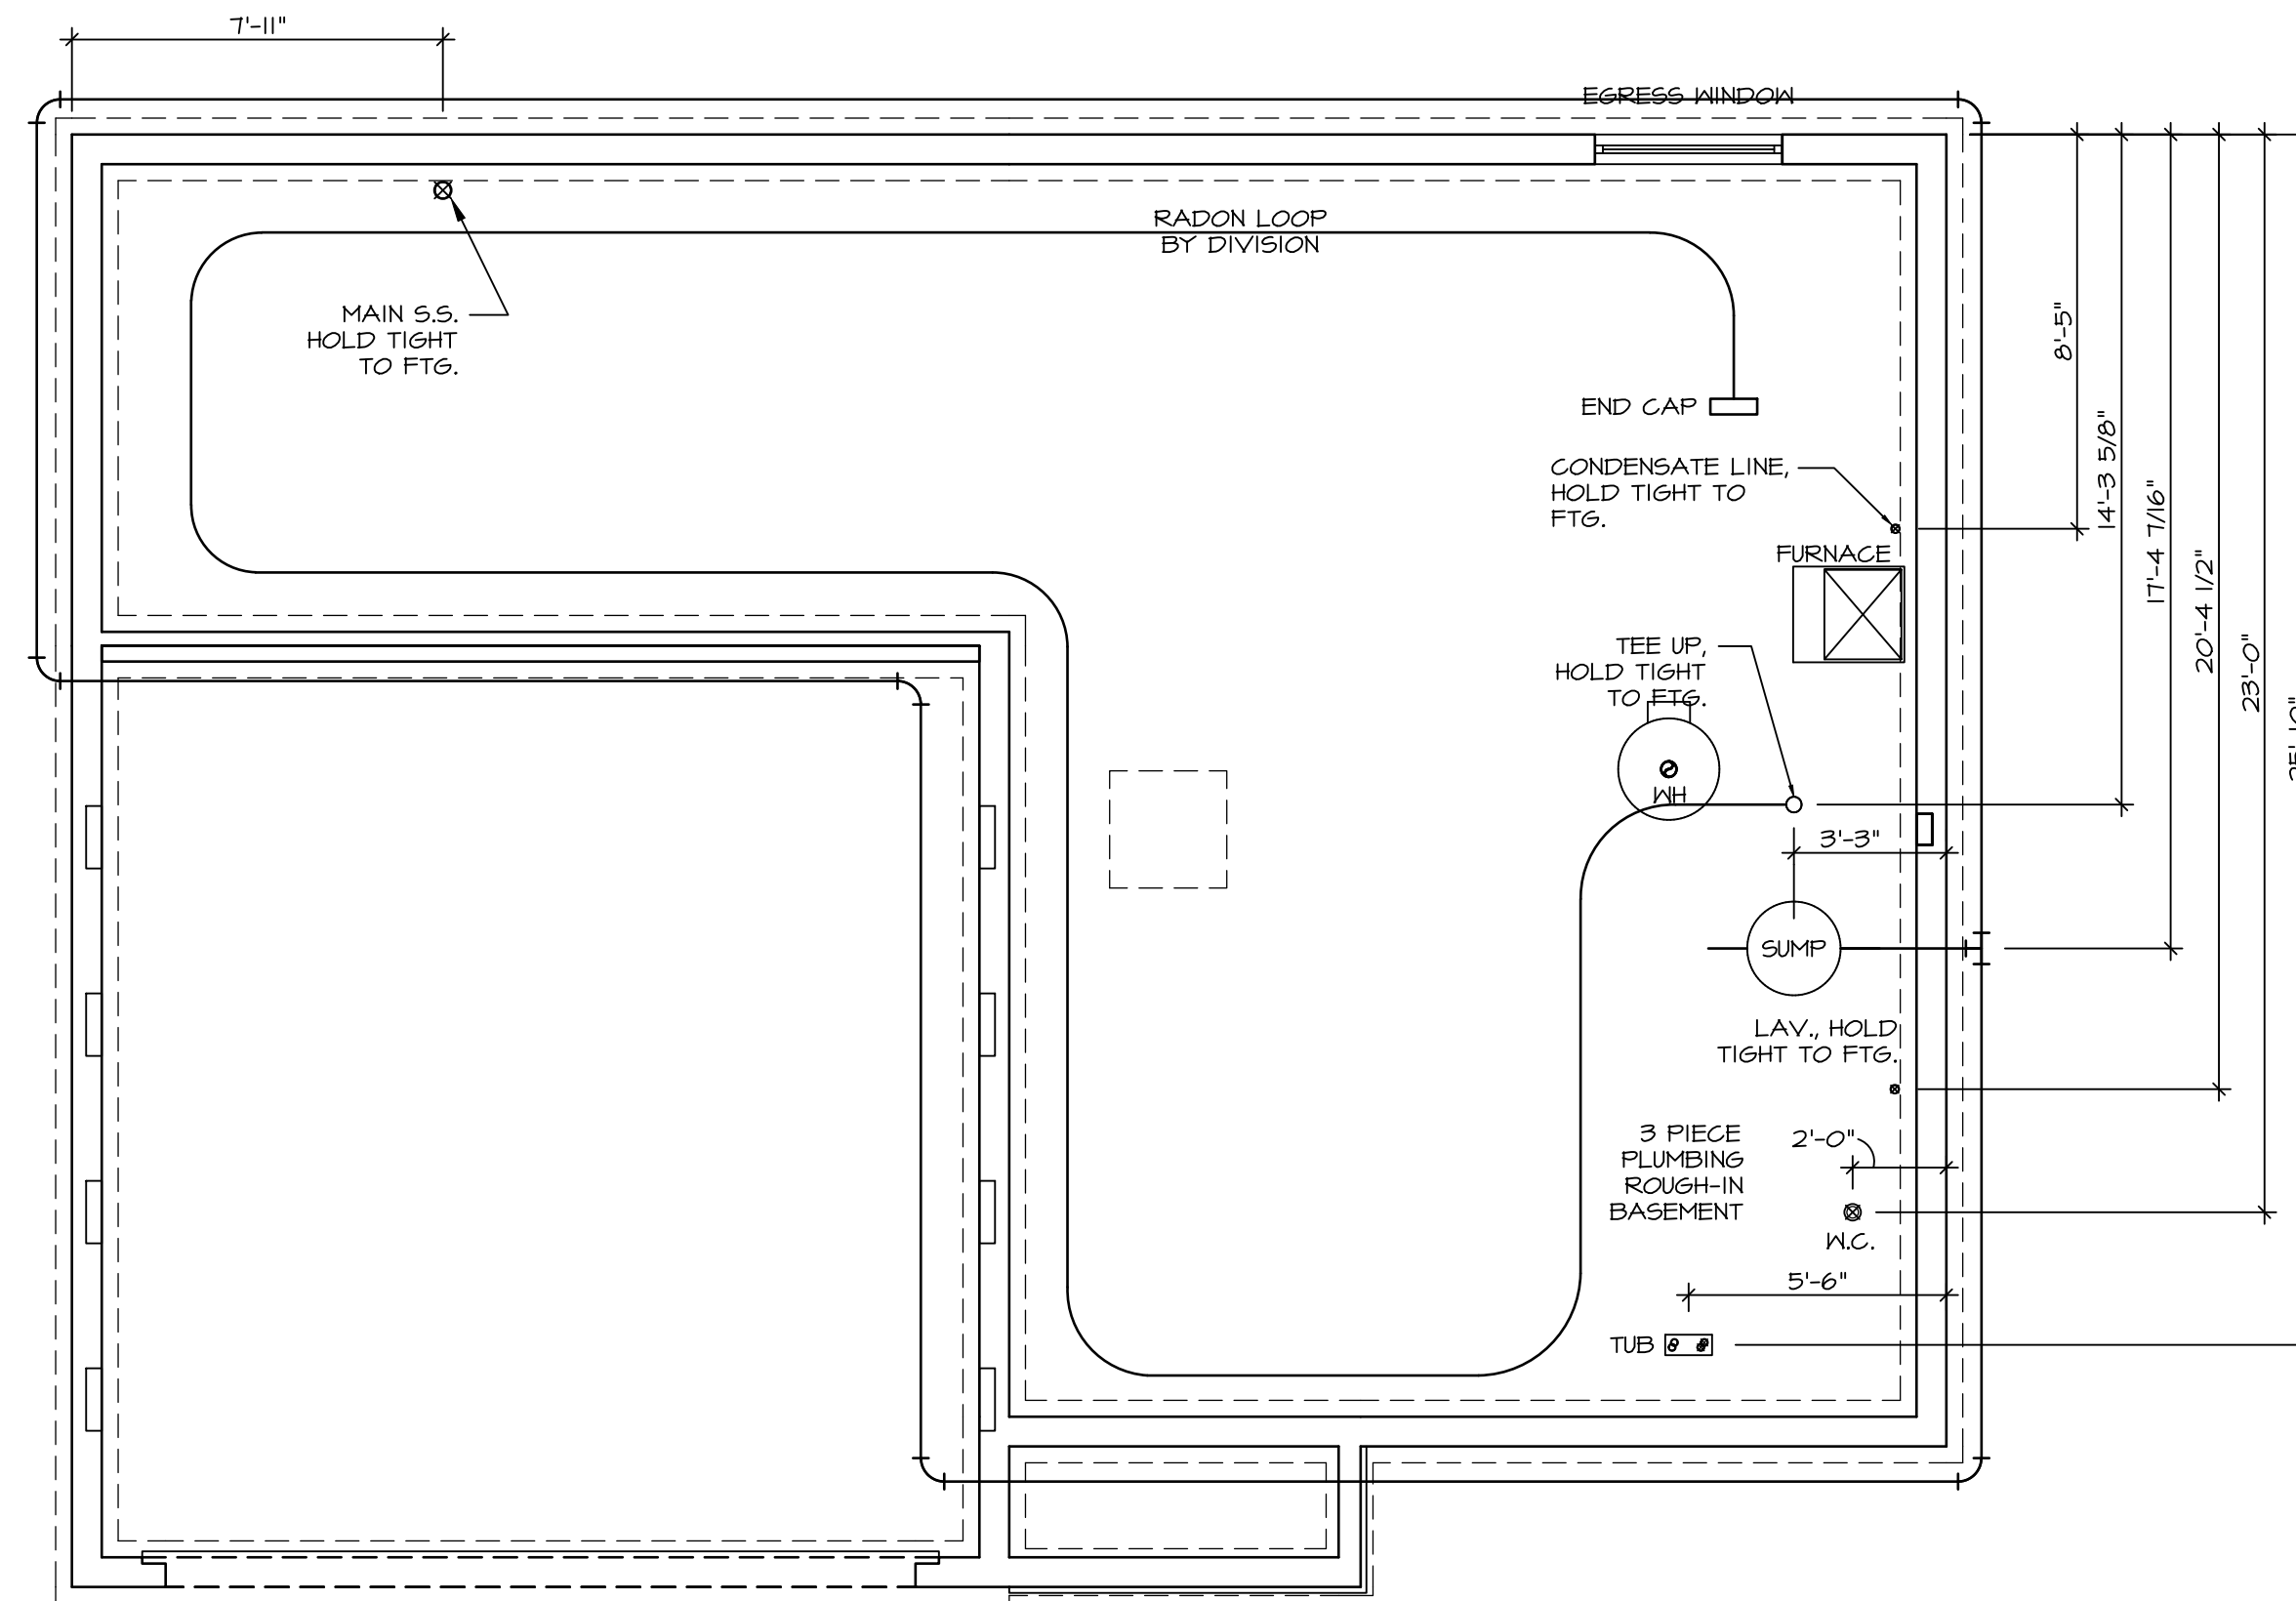 7'-11"
EGRESS WINDOW
RADON LOOP
BY DIVISION
MAIN S.S.
HOLD TIGHT
TO FTG.
8'-5"
END CAP
14'-3 5/8"
CONDENSATE LINE,
HOLD TIGHT TO
FTG.
17'-4 7/16"
FURNACE
20'-4 1/2"
TEE UP,
HOLD TIGHT
TO FTG.
23'-0"
WH
3'-3"
SUMP
LAV., HOLD
TIGHT TO FTG.
3 PIECE
PLUMBING
ROUGH-IN
BASEMENT
2'-0"
W.C.
5'-6"
TUB